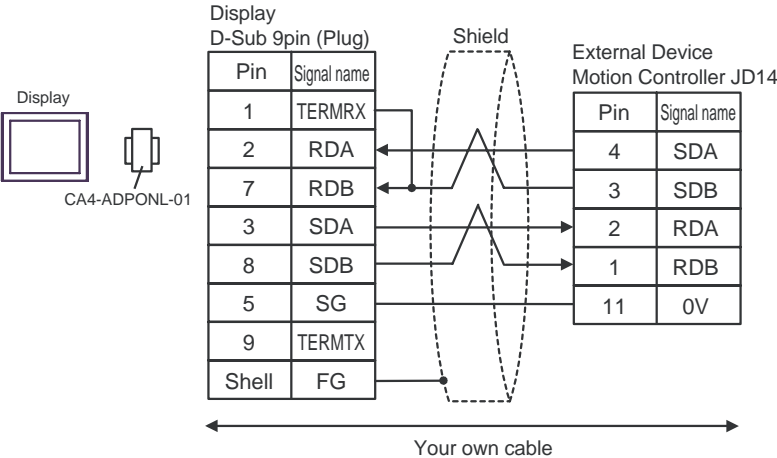 Display
D-Sub 9pin (Plug)
Shield
External Device
Motion Controller JD14
Display
CA4-ADPONL-01
Pin Signal name
1 TERMRX
2 RDA
7 RDB
3 SDA
8 SDB
5 SG
9 TERMTX
Shell FG
Pin Signal name
4 SDA
3 SDB
2 RDA
1 RDB
11 0V
Your own cable